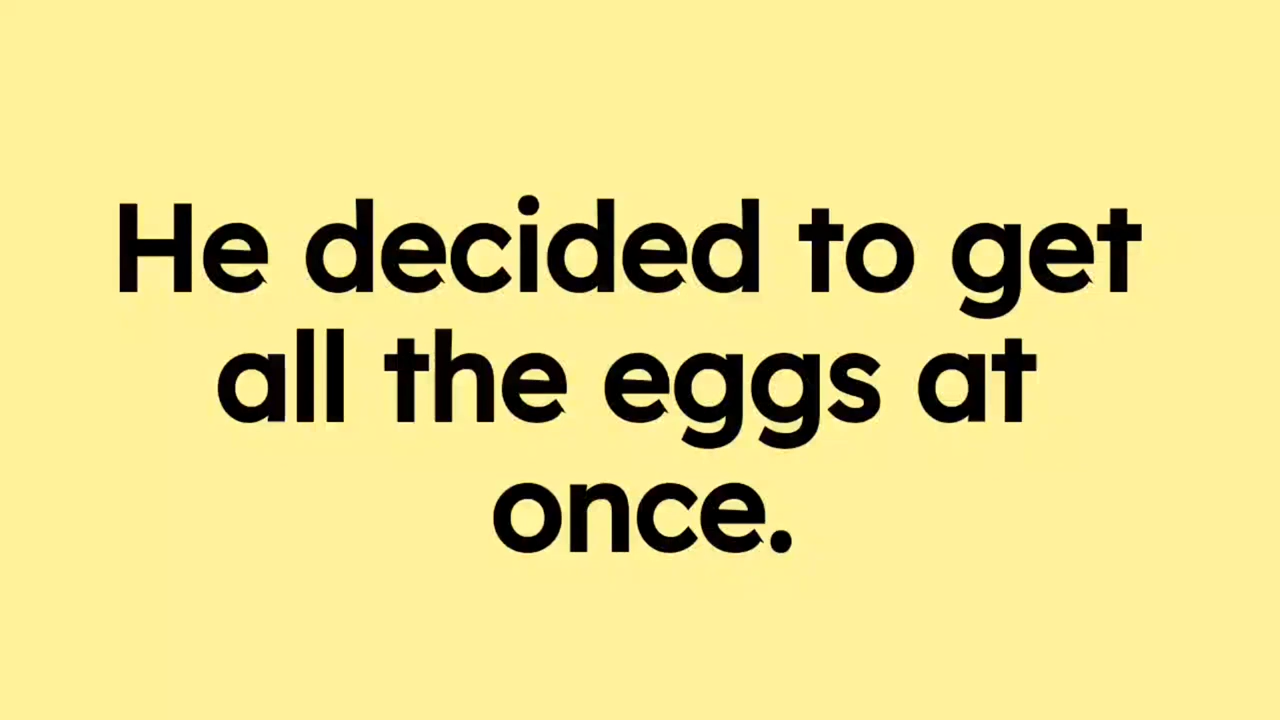 He decided to get
all the eggs at
once.